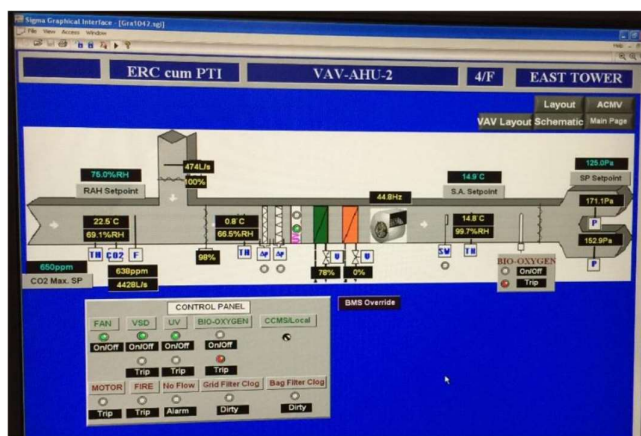 Sigma Graphical Interface - [Gra1042.sgi]
File View Access Window
ERC cum PTI VAV-AHU-2 4/F EAST TOWER
Layout ACMV
VAV Layout Schematic Main Page
474L/s
100%
75.0%RH
RAH Setpoint
44.8Hz
14.9°C
S.A. Setpoint
125.0Pa
SP Setpoint
171.1Pa
P
22.5°C
69.1%RH
TH CO2 F
0.8°C
66.5%RH
TH ΔP ΔP
UV
14.8°C
99.7%RH
SW TH
152.9Pa
P
98%
78% 0%
U U
650ppm
CO2 Max. SP
638ppm
4428L/s
BIO-OXYGEN
On/Off
Trip
BMS Override
CONTROL PANEL
FAN VSD UV BIO-OXYGEN CCMS/Local
On/Off On/Off On/Off On/Off
Trip Trip Trip
MOTOR FIRE No Flow Grid Filter Clog Bag Filter Clog
Trip Trip Alarm Dirty Dirty